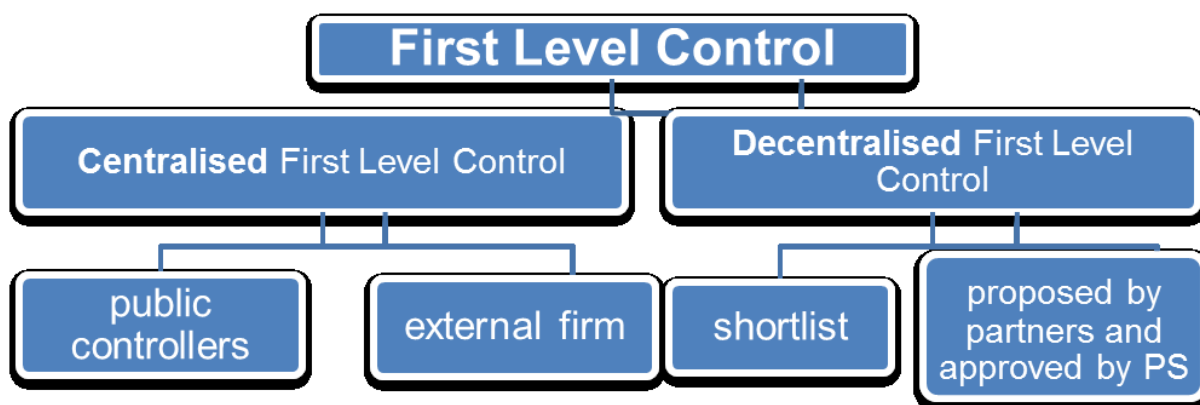 First Level Control
Centralised First Level Control
Decentralised First Level
Control
public
controllers
external firm
shortlist
proposed by
partners and
approved by PS